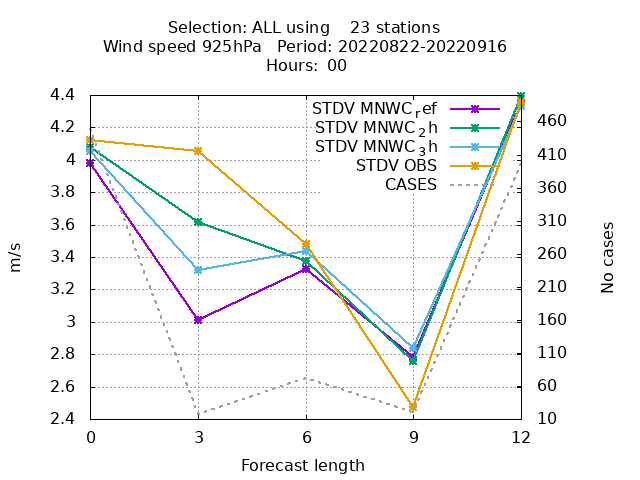 Selection: ALL using    23 stations
Wind speed 925hPa   Period: 20220822-20220916
Hours:  00
STDV MNWC_ref
STDV MNWC_2h
STDV MNWC_3h
STDV OBS
CASES
4.4
4.2
4
3.8
3.6
3.4
3.2
3
2.8
2.6
2.4
m/s
460
410
360
310
260
210
160
110
60
10
No cases
0
3
6
9
12
Forecast length